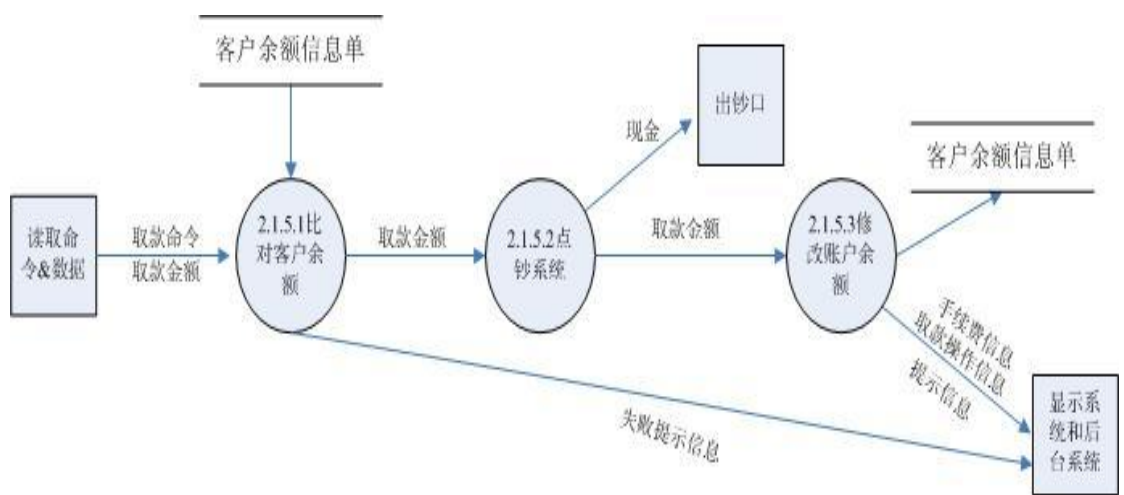 客户余额信息单
出钞口
现金
客户余额信息单
读取命
令&数据
取款命令
取款金额
2.1.5.1比
对客户余
额
取款金额
2.1.5.2点
钞系统
取款金额
2.1.5.3修
改账户余
额
手续费信息
取款操作信息
提示信息
失败提示信息
显示系
统和后
台系统